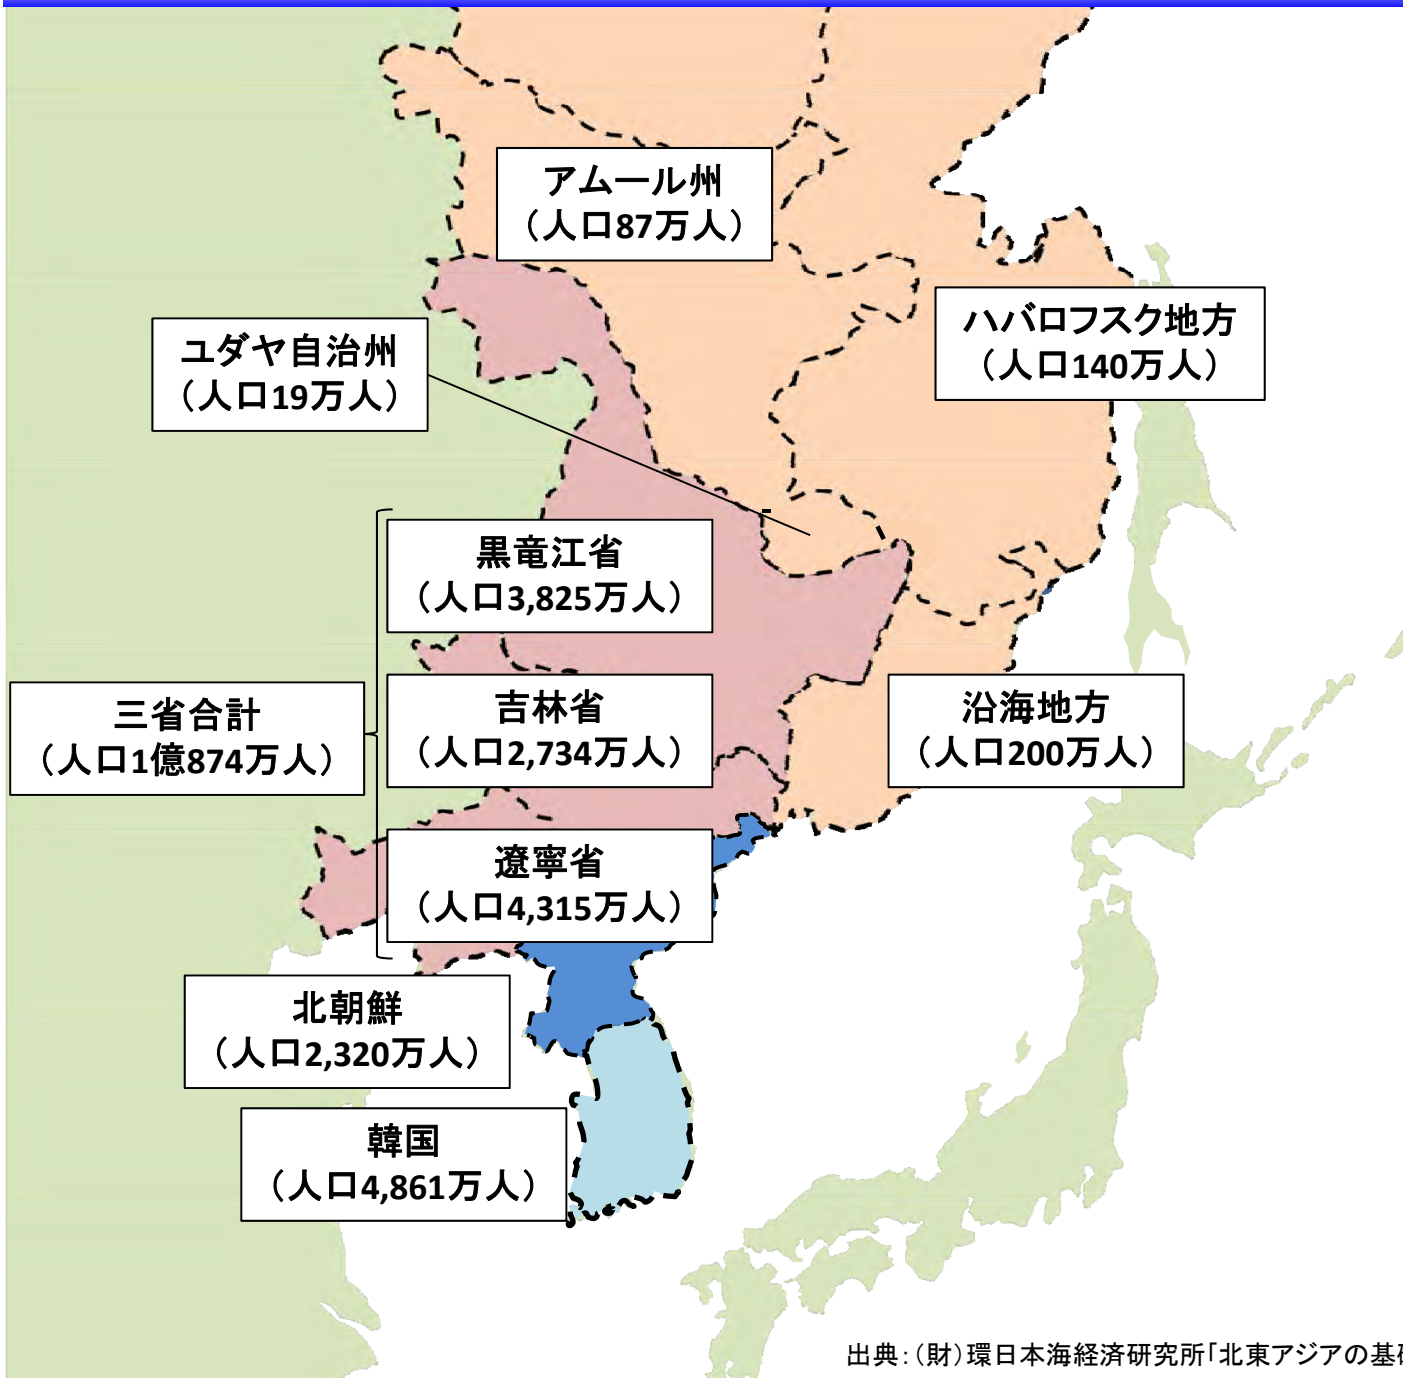 アムール州
（人口87万人）
ハバロフスク地方
（人口140万人）
ユダヤ自治州
（人口19万人）
黒竜江省
（人口3,825万人）
三省合計
（人口1億874万人）
吉林省
（人口2,734万人）
沿海地方
（人口200万人）
遼寧省
（人口4,315万人）
北朝鮮
（人口2,320万人）
韓国
（人口4,861万人）
出典：（財）環日本海経済研究所「北東アジアの基